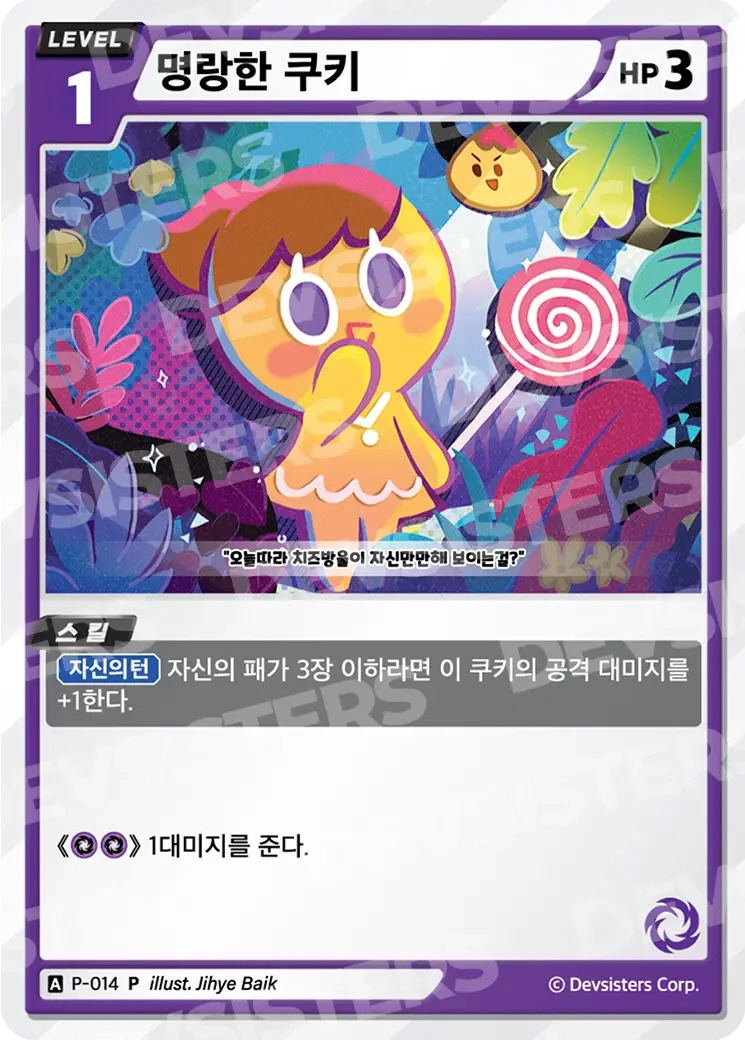 LEVEL
1
명랑한 쿠키
HP 3
"오늘따라 치즈방울이 자신만만해 보이는걸?"
스킬
자신의턴 자신의 패가 3장 이하라면 이 쿠키의 공격 대미지를
+1한다.
《》 1대미지를 준다.
A P-014 P illust. Jihye Baik
© Devsisters Corp.
DEVSISTERS